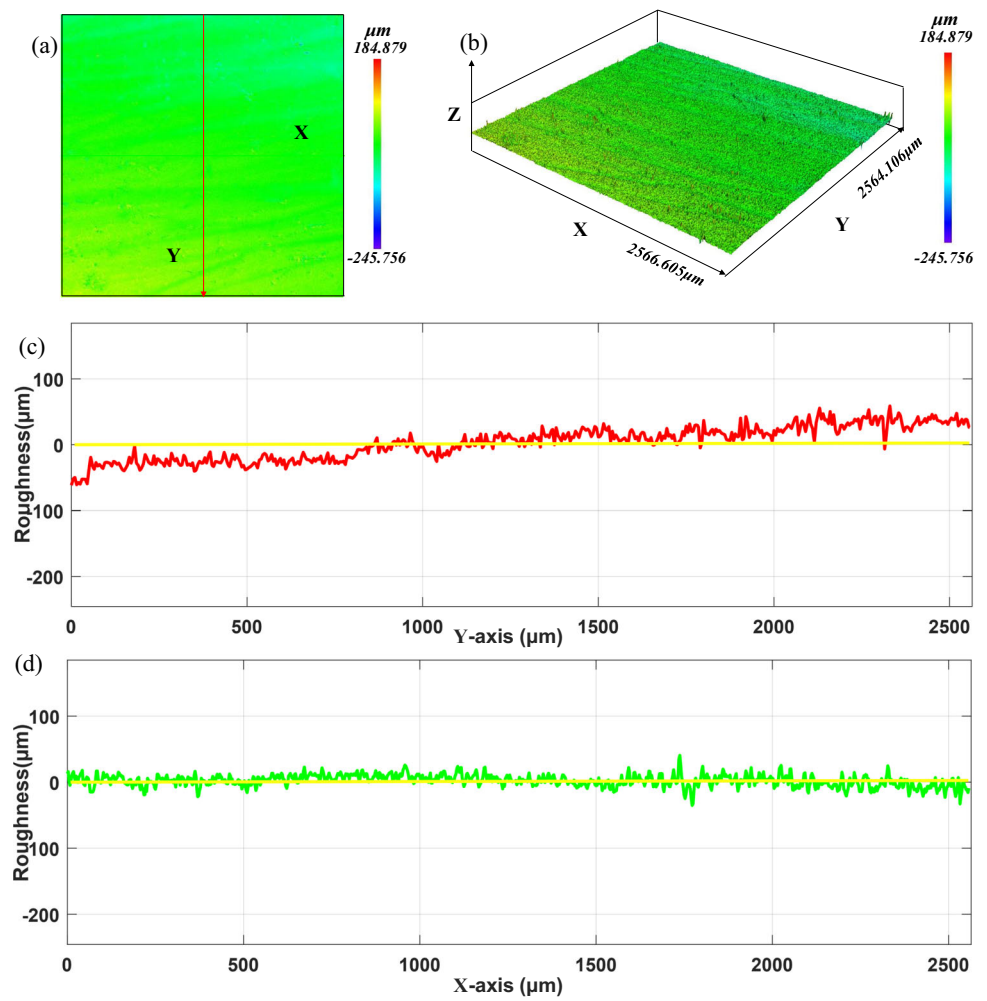 (a)
X
Y
μm
184.879
-245.756
(b)
Z
X
Y
2566.605μm
2564.106μm
μm
184.879
-245.756
(c)
Roughness(μm)
100
0
-100
-200
0 500 1000 1500 2000 2500
Y-axis (μm)
(d)
Roughness(μm)
100
0
-100
-200
0 500 1000 1500 2000 2500
X-axis (μm)